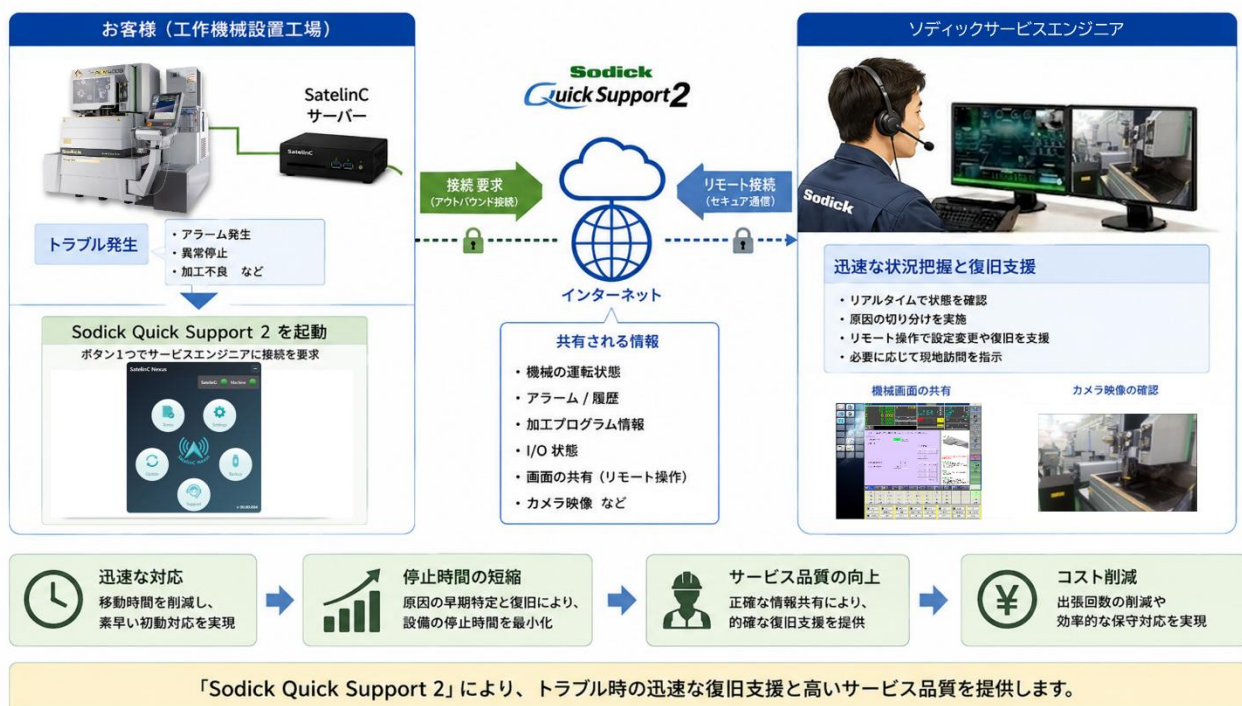 お客様（工作機械設置工場）
SatelinC
サーバー
SatelinC
トラブル発生
・アラーム発生
・異常停止
・加工不良 など
Sodick Quick Support 2 を起動
ボタン1つでサービスエンジニアに接続を要求
SatelinC Nexus
SatelinC
Machine
Settings
SatelinC Nexus
Backup
Support
Sodick
Quick Support 2
接続 要求
（アウトバウンド接続）
リモート接続
（セキュア通信）
インターネット
共有される情報
・機械の運転状態
・アラーム / 履歴
・加工プログラム情報
・I/O 状態
・画面の共有（リモート操作）
・カメラ映像 など
ソディックサービスエンジニア
Sodick
迅速な状況把握と復旧支援
・リアルタイムで状態を確認
・原因の切り分けを実施
・リモート操作で設定変更や復旧を支援
・必要に応じて現地訪問を指示
機械画面の共有
カメラ映像の確認
迅速な対応
移動時間を削減し、
素早い初動対応を実現
停止時間の短縮
原因の早期特定と復旧により、
設備の停止時間を最小化
サービス品質の向上
正確な情報共有により、
的確な復旧支援を提供
コスト削減
出張回数の削減や
効率的な保守対応を実現
「Sodick Quick Support 2」により、トラブル時の迅速な復旧支援と高いサービス品質を提供します。